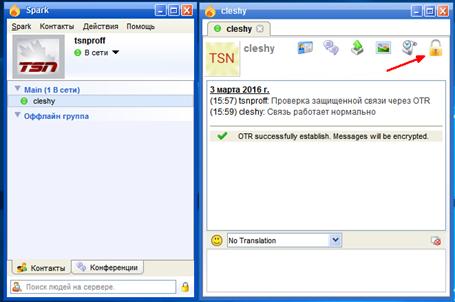 Spark
Spark Контакты Действия Помощь
TSN
tsnproff
В сети
Main (1 В сети)
cleshy
Оффлайн группа
Контакты
Конференции
Поиск людей на сервере.
cleshy
cleshy
TSN
cleshy
3 марта 2016 г.
(15:57) tsnproff: Проверка защищенной связи через OTR
(15:59) cleshy: Связь работает нормально
OTR successfully establish. Messages will be encrypted.
No Translation